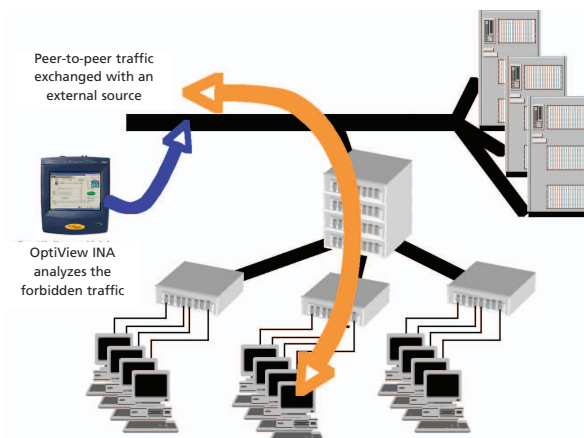 Peer-to-peer traffic
exchanged with an
external source
OptiView INA
analyzes the
forbidden traffic